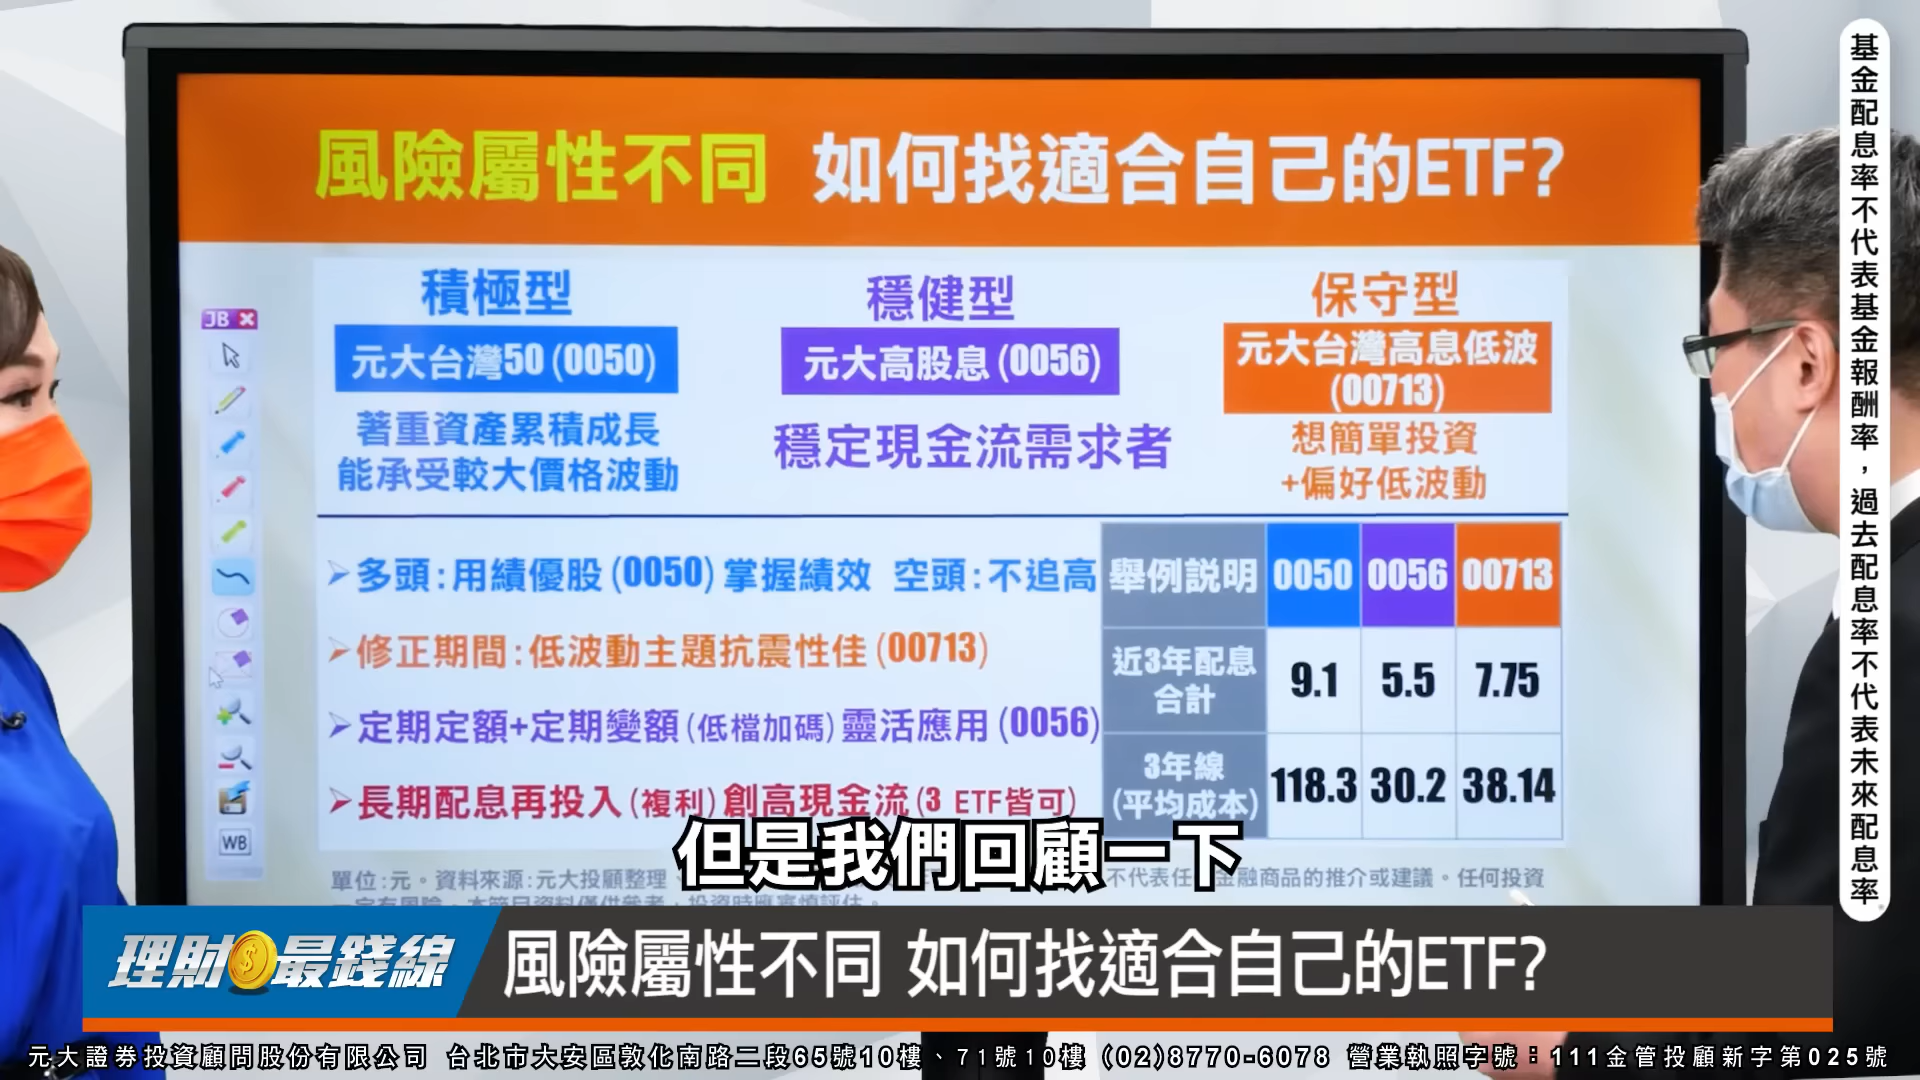 風險屬性不同 如何找適合自己的ETF?
積極型
元大台灣50 (0050)
著重資產累積成長
能承受較大價格波動
穩健型
元大高股息 (0056)
穩定現金流需求者
保守型
元大台灣高息低波
(00713)
想簡單投資
+偏好低波動
JB
WB
➢多頭:用績優股(0050)掌握績效 空頭:不追高
➢修正期間:低波動主題抗震性佳(00713)
➢定期定額+定期變額(低檔加碼)靈活應用(0056)
➢長期配息再投入(複利)創高現金流(3 ETF皆可)
舉例説明 0050 0056 00713
近3年配息合計 9.1 5.5 7.75
3年線(平均成本) 118.3 30.2 38.14
單位:元。資料來源:元大投顧整理
不代表任
金融商品的推介或建議。任何投資
但是我們回顧一下
理財最錢線
風險屬性不同 如何找適合自己的ETF?
元大證券投資顧問股份有限公司 台北市大安區敦化南路二段65號10樓、71號10樓 (02)8770-6078 營業執照字號:111金管投顧新字第025號
基金配息率不代表基金報酬率，過去配息率不代表未來配息率。